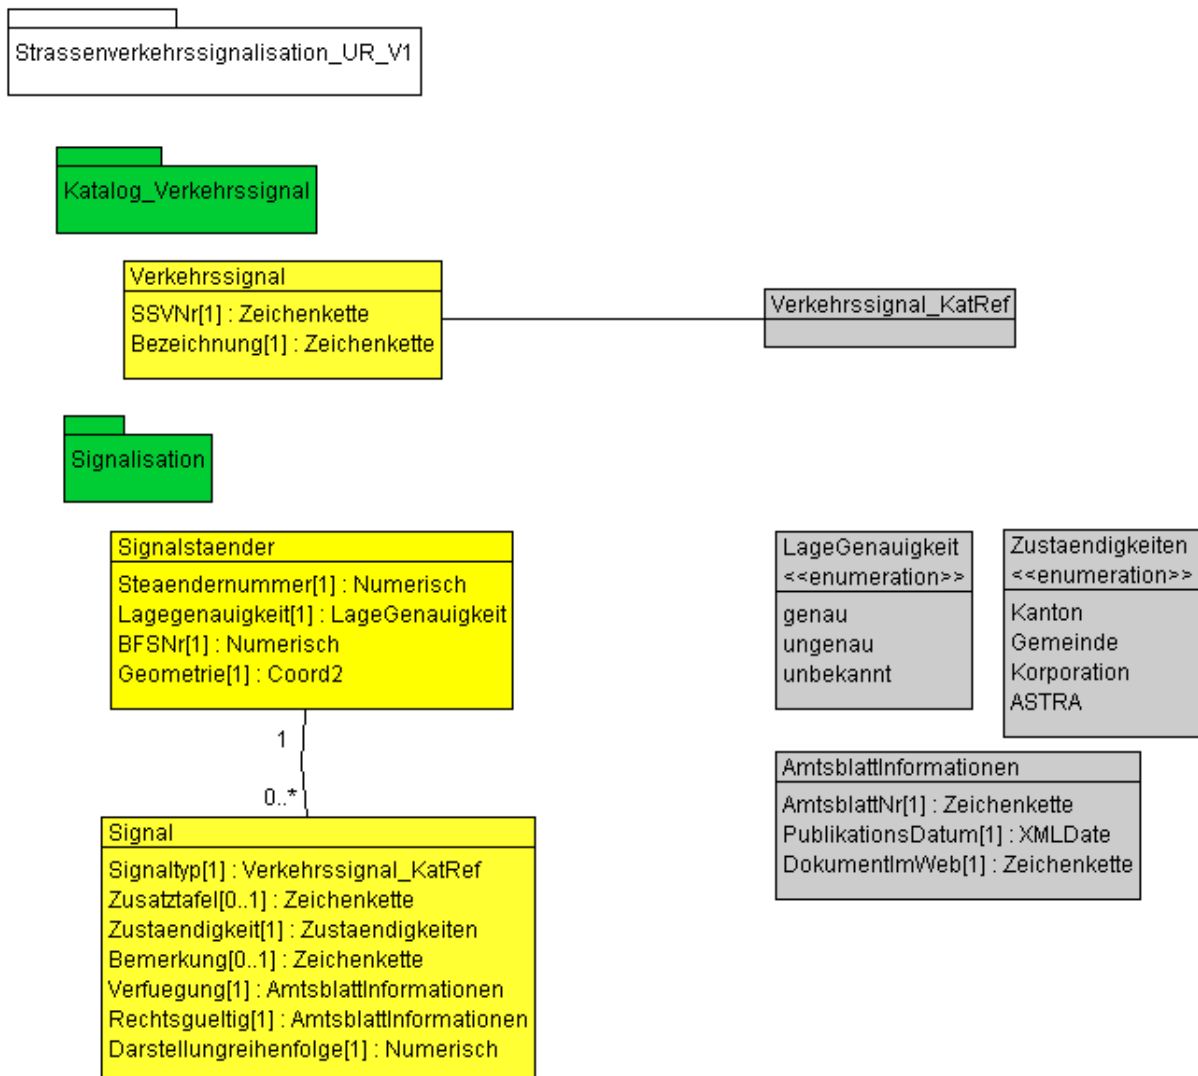 Strassenverkehrssignalisation_UR_V1
Katalog_Verkehrssignal
Verkehrssignal
SSVNr[1] : Zeichenkette
Bezeichnung[1] : Zeichenkette
Verkehrssignal_KatRef
Signalisation
Signalstaender
Steaendernummer[1] : Numerisch
Lagegenauigkeit[1] : LageGenauigkeit
BFSNr[1] : Numerisch
Geometrie[1] : Coord2
LageGenauigkeit
<<enumeration>>
genau
ungenau
unbekannt
Zustaendigkeiten
<<enumeration>>
Kanton
Gemeinde
Korporation
ASTRA
1
0..*
AmtsblattInformationen
AmtsblattNr[1] : Zeichenkette
PublikationsDatum[1] : XMLDate
DokumentImWeb[1] : Zeichenkette
Signal
Signaltyp[1] : Verkehrssignal_KatRef
Zusatztafel[0..1] : Zeichenkette
Zustaendigkeit[1] : Zustaendigkeiten
Bemerkung[0..1] : Zeichenkette
Verfuegung[1] : AmtsblattInformationen
Rechtsgueltig[1] : AmtsblattInformationen
Darstellungreihenfolge[1] : Numerisch